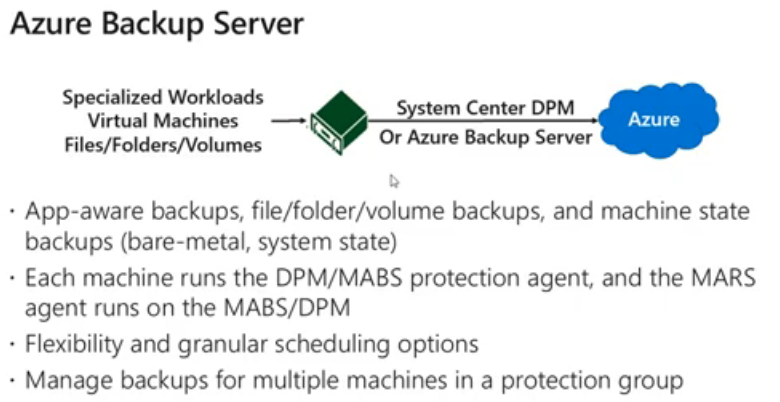 Azure Backup Server
Specialized Workloads
Virtual Machines
Files/Folders/Volumes
System Center DPM
Or Azure Backup Server
Azure
· App-aware backups, file/folder/volume backups, and machine state
backups (bare-metal, system state)
· Each machine runs the DPM/MABS protection agent, and the MARS
agent runs on the MABS/DPM
· Flexibility and granular scheduling options
· Manage backups for multiple machines in a protection group